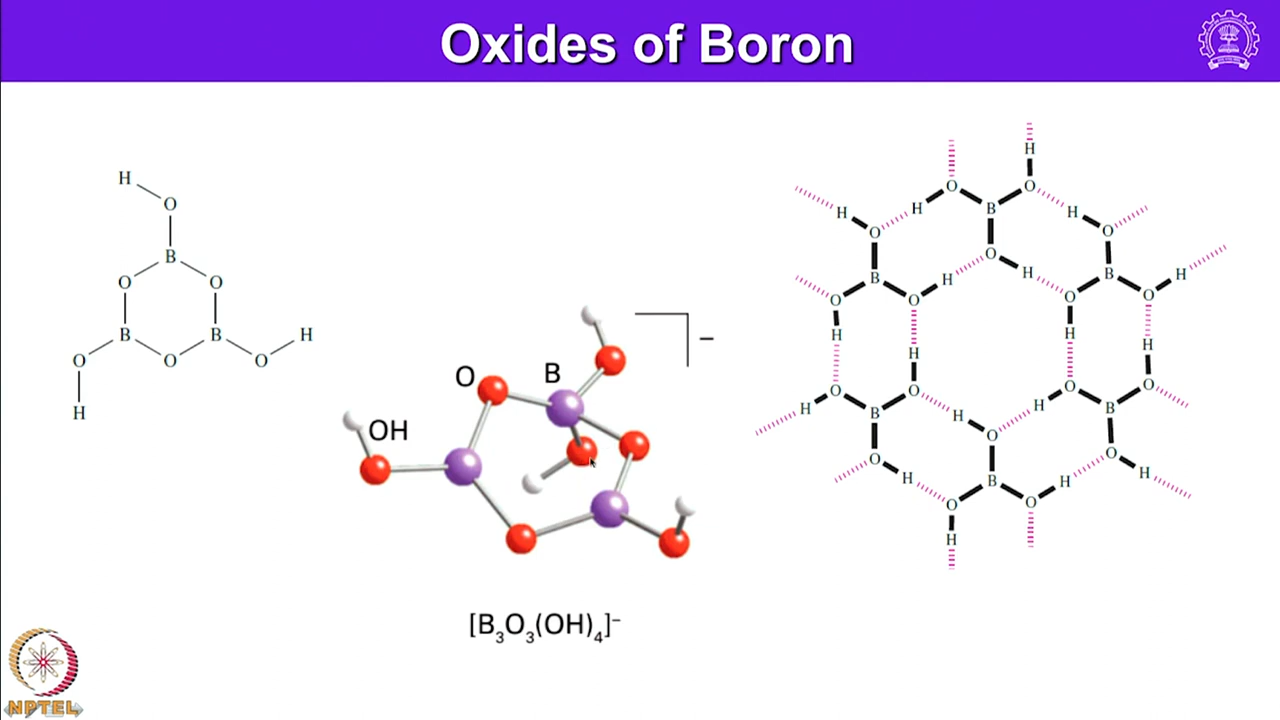 Oxides of Boron
H
O
B
O O
B B
O O O
H
H
O B
OH
−
[B₃O₃(OH)₄]⁻
H
H O O H
H B H
O O O
O H H
B H B
O O O O
H H H
H H
O O O O
H B H H H B
O O
O H H H O
O B O H
H
NPTEL